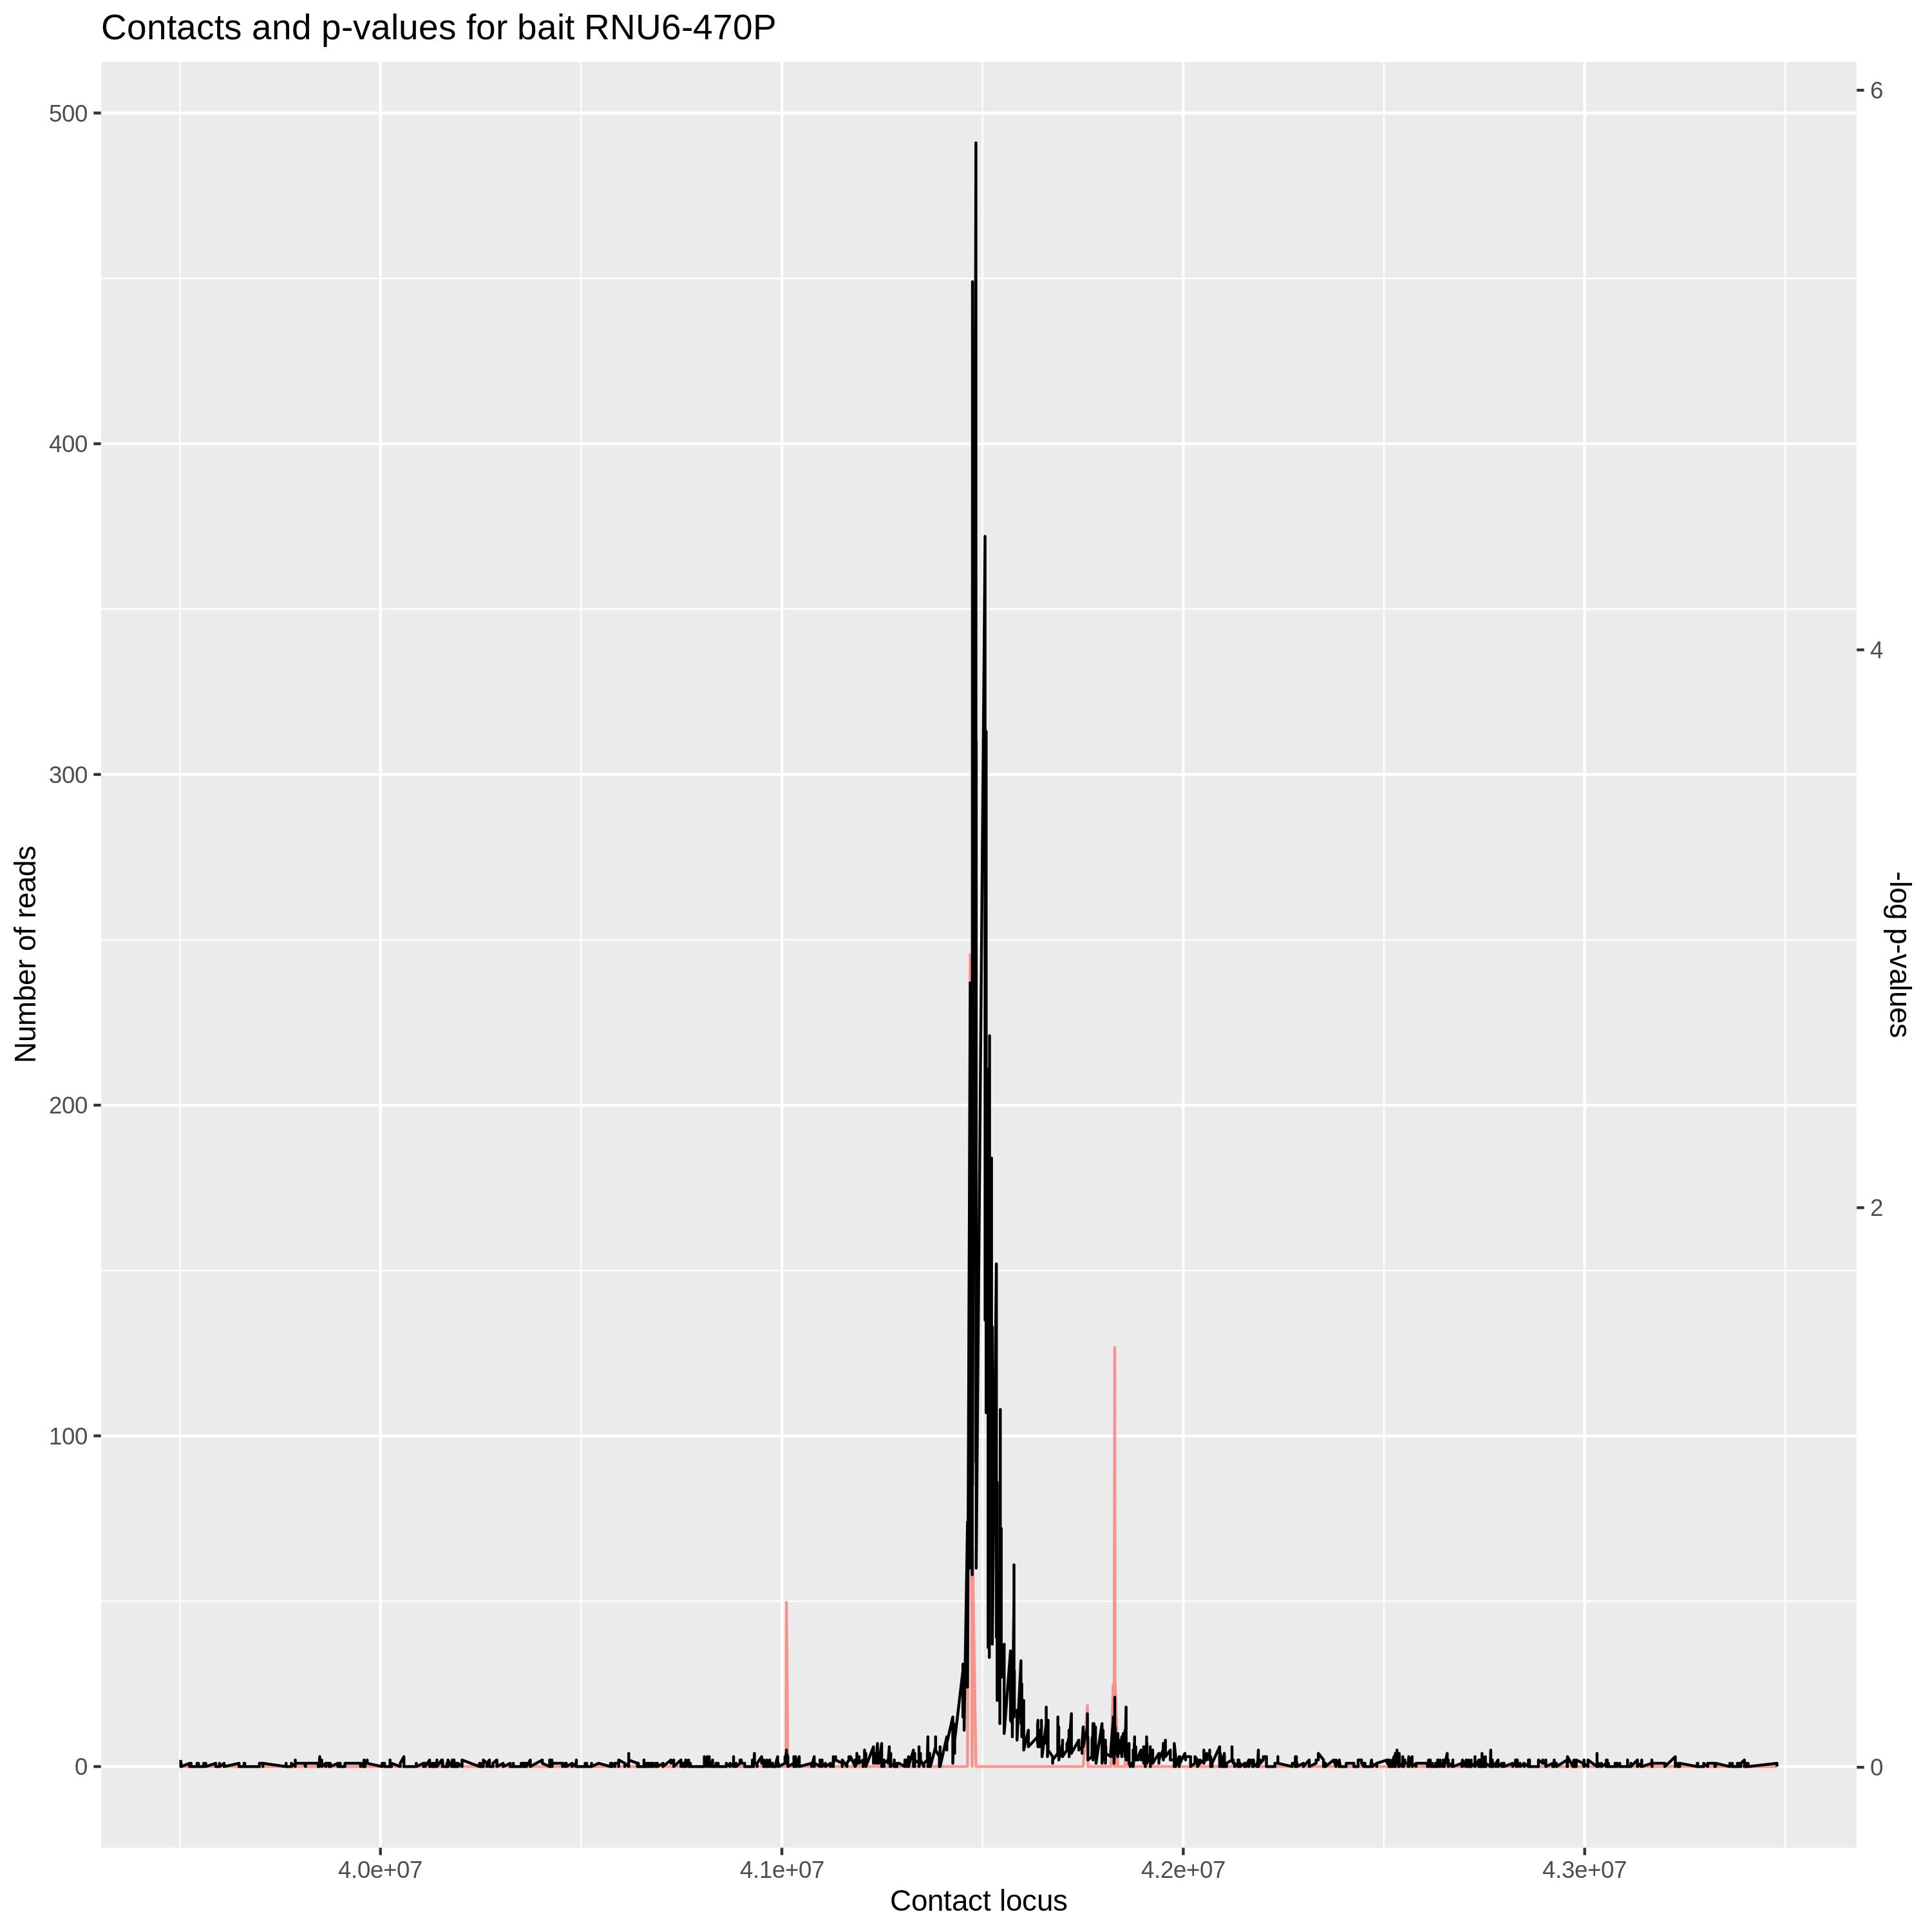 Contacts and p-values for bait RNU6-470P
500
400
300
200
100
0
Number of reads
6
4
2
0
-log p-values
4.0e+07
4.1e+07
4.2e+07
4.3e+07
Contact locus